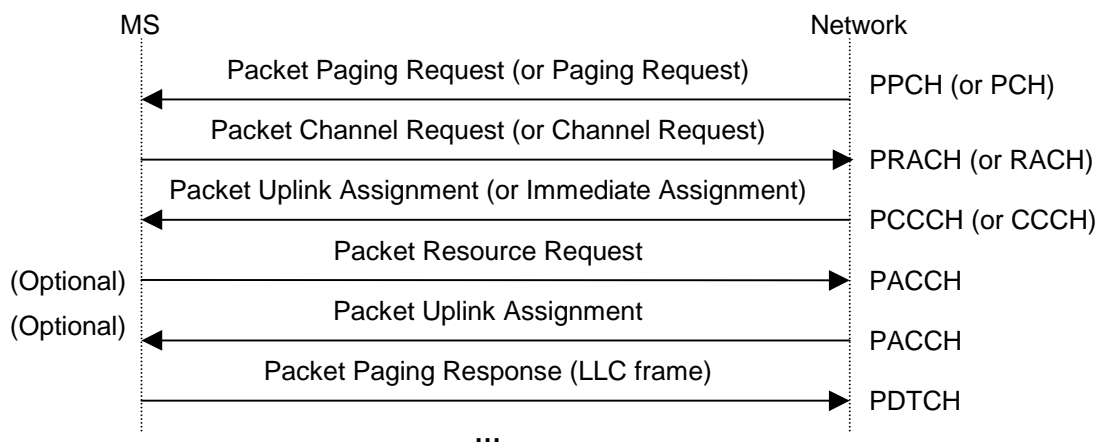 MS Network
Packet Paging Request (or Paging Request)
PPCH (or PCH)
Packet Channel Request (or Channel Request)
PRACH (or RACH)
Packet Uplink Assignment (or Immediate Assignment)
PCCCH (or CCCH)
Packet Resource Request
(Optional) PACCH
Packet Uplink Assignment
(Optional) PACCH
Packet Paging Response (LLC frame)
PDTCH
...